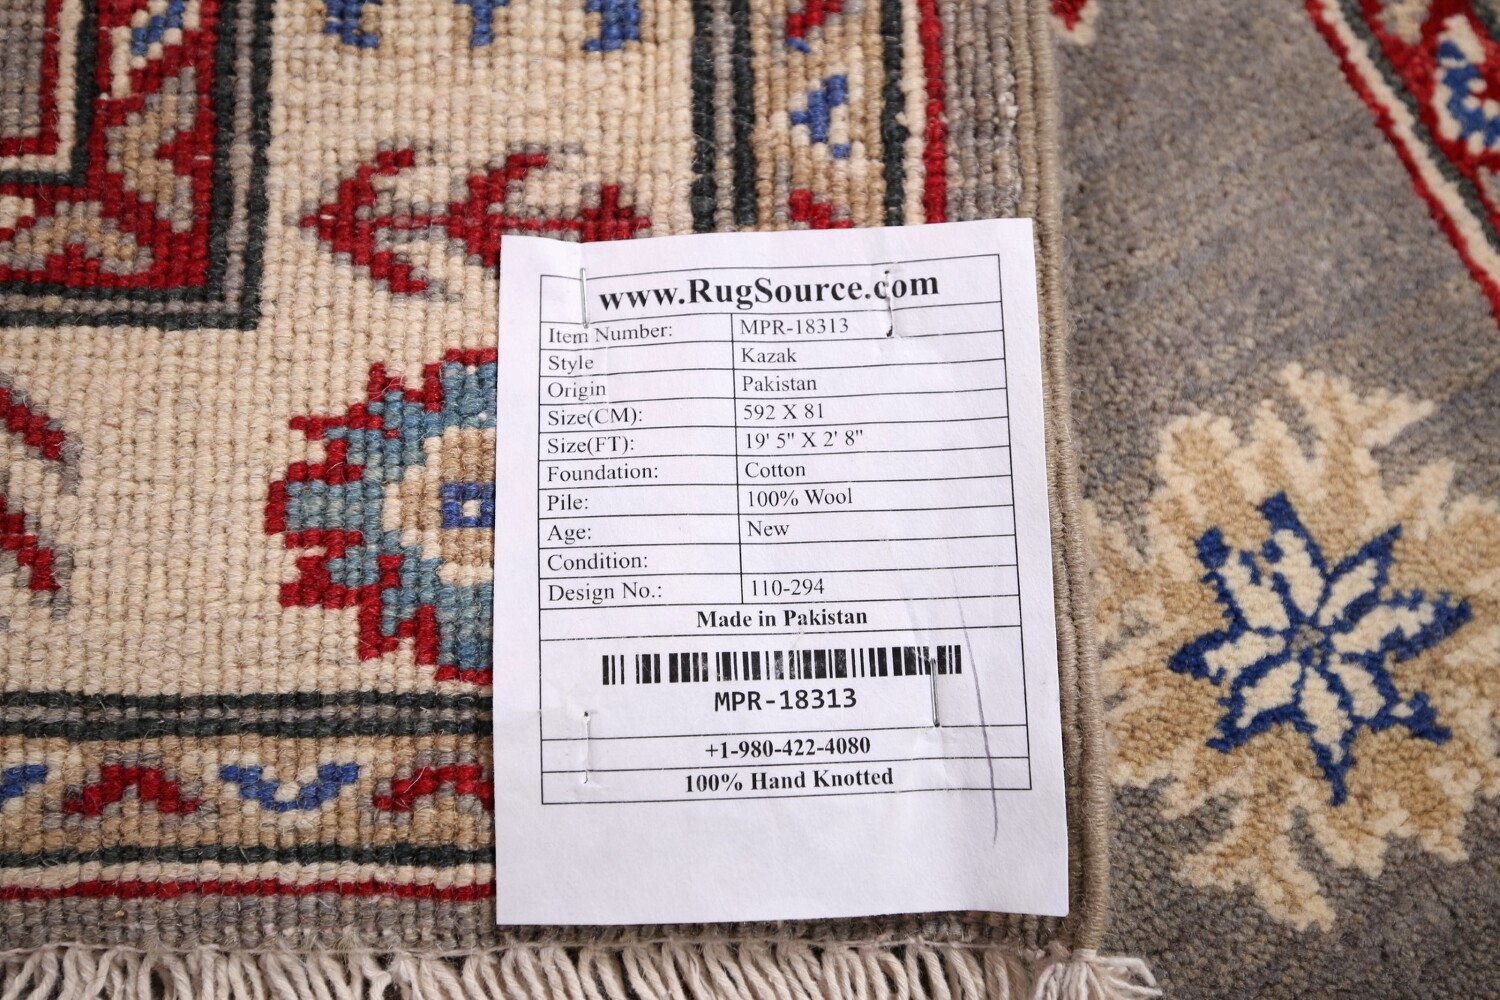 www.RugSource.com
Item Number: MPR-18313
Style Kazak
Origin Pakistan
Size(CM): 592 X 81
Size(FT): 19' 5" X 2' 8"
Foundation: Cotton
Pile: 100% Wool
Age: New
Condition:
Design No.: 110-294
Made in Pakistan
MPR-18313
+1-980-422-4080
100% Hand Knotted